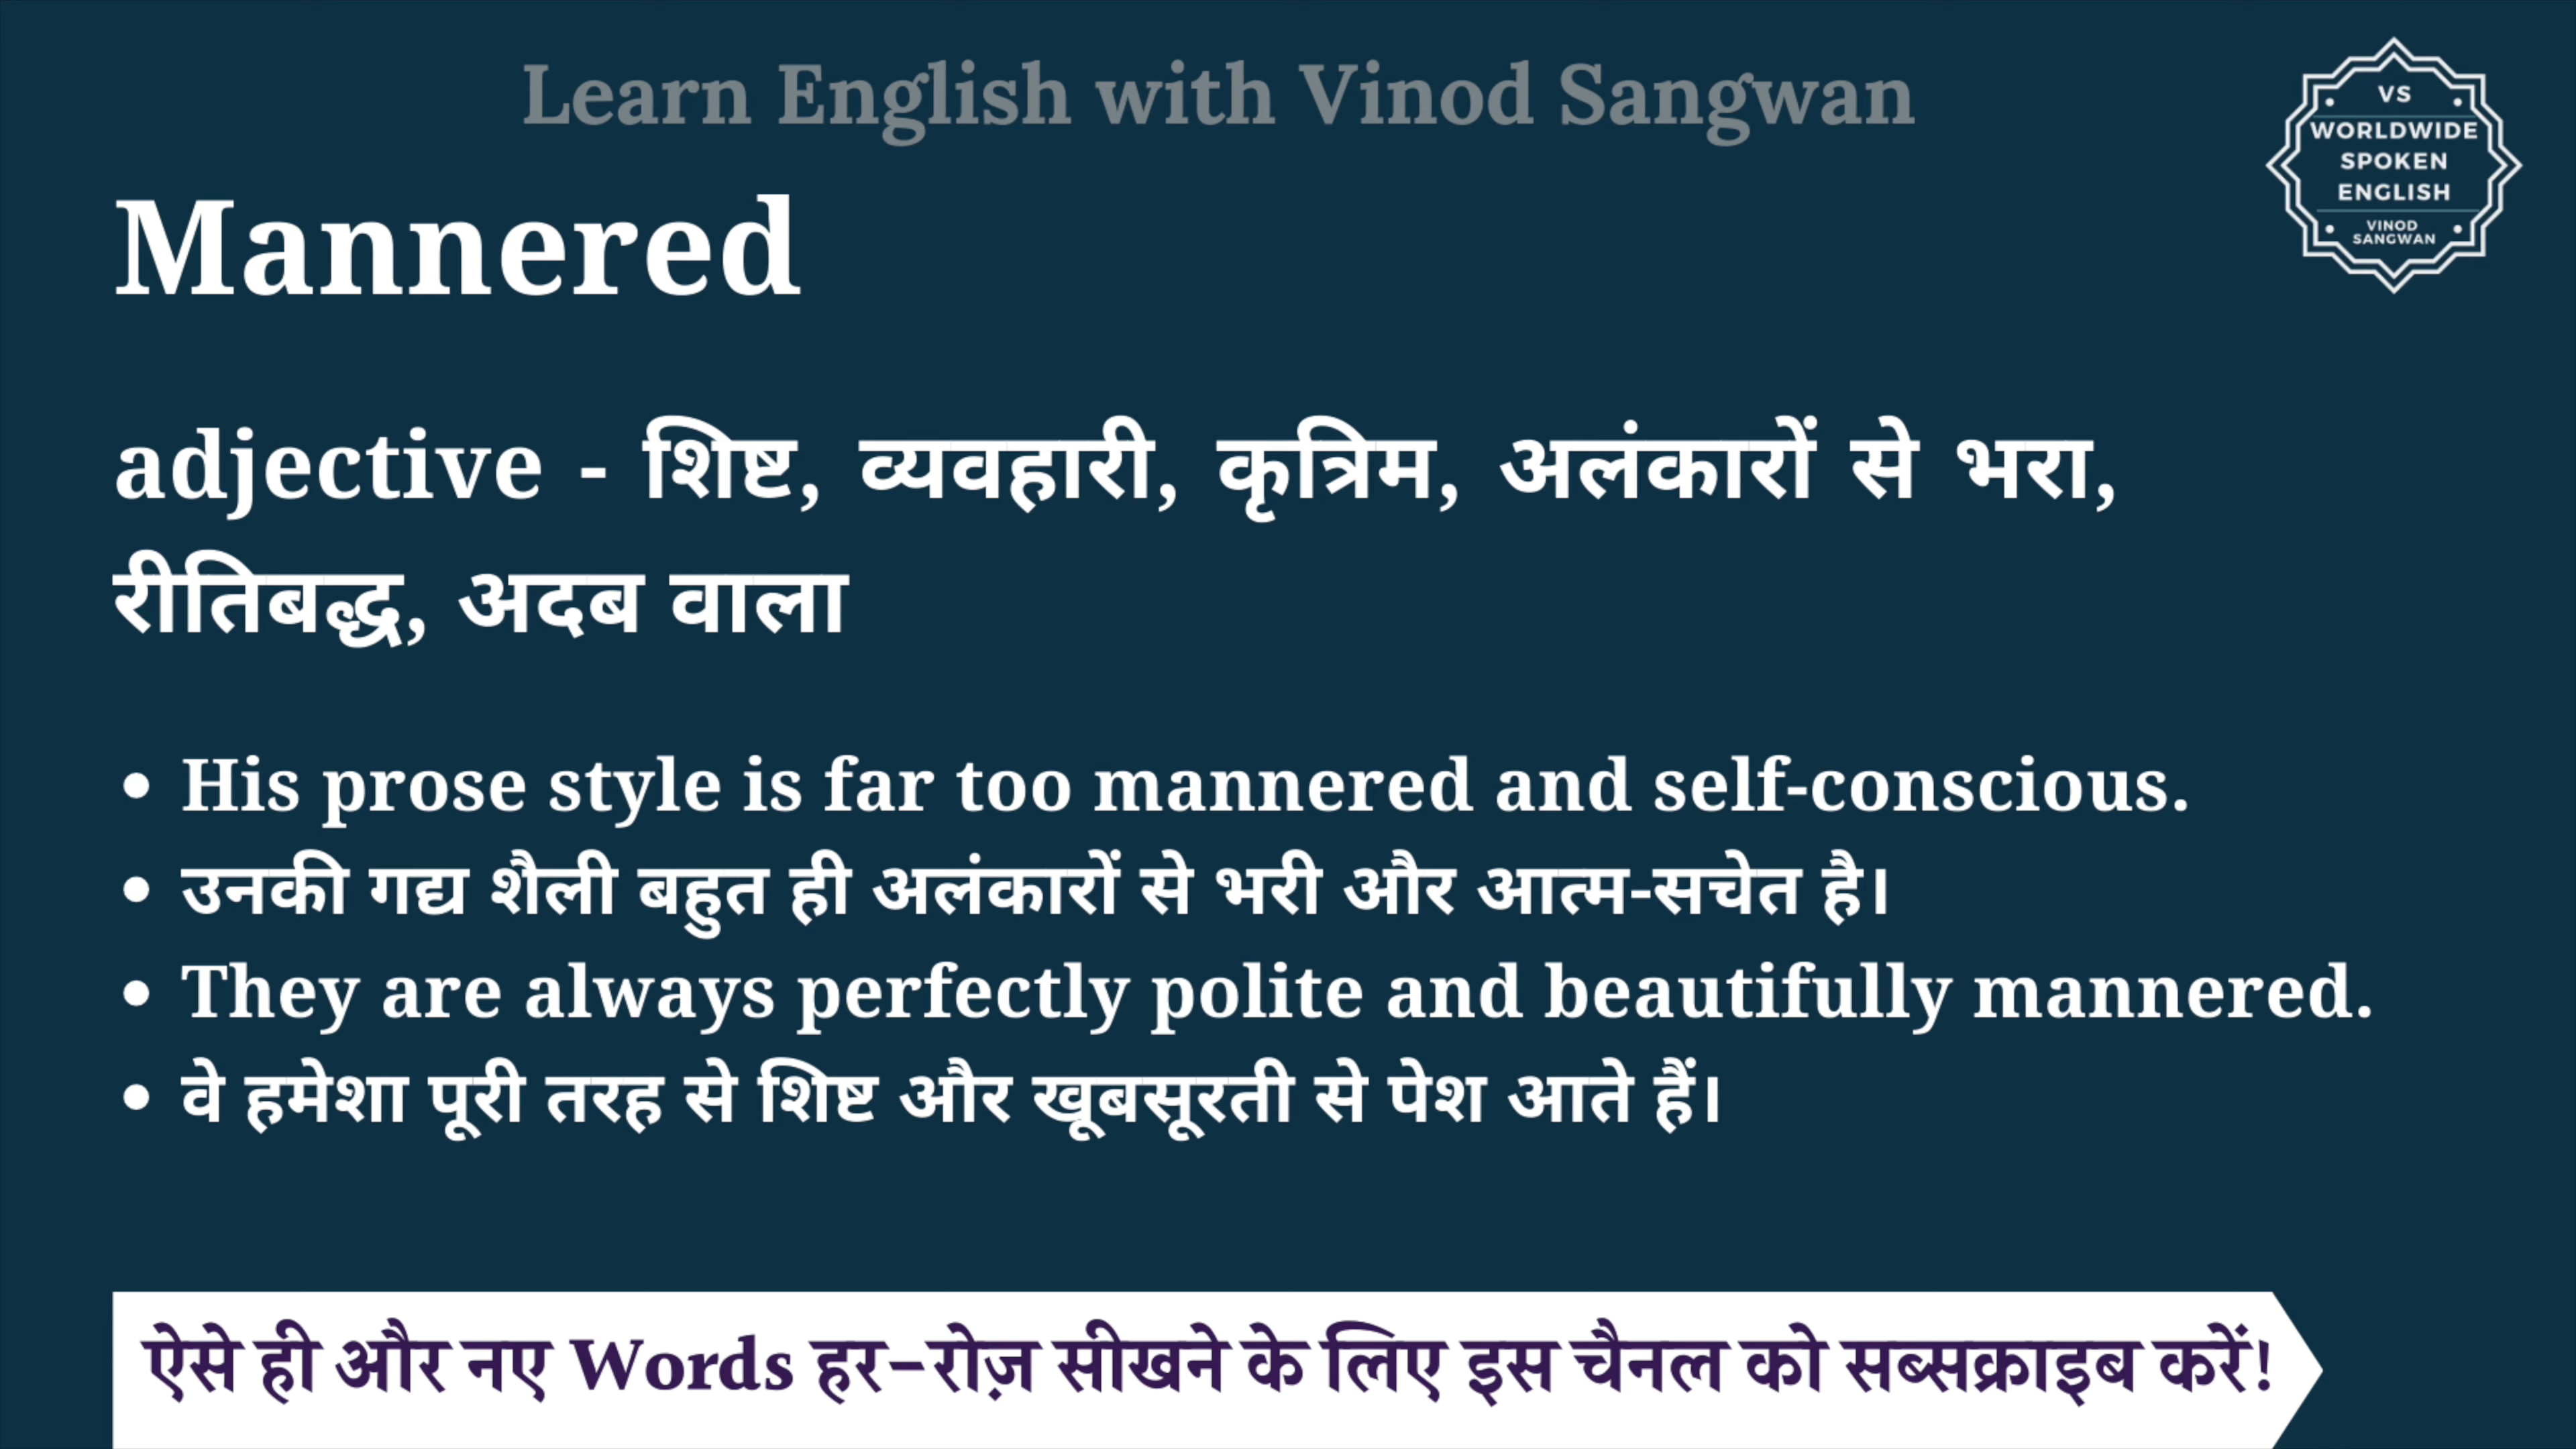 Learn English with Vinod Sangwan
VS
WORLDWIDE
SPOKEN
ENGLISH
VINOD
SANGWAN
Mannered
adjective - शिष्ट, व्यवहारी, कृत्रिम, अलंकारों से भरा,
रीतिबद्ध, अदब वाला
• His prose style is far too mannered and self-conscious.
• उनकी गद्य शैली बहुत ही अलंकारों से भरी और आत्म-सचेत है।
• They are always perfectly polite and beautifully mannered.
• वे हमेशा पूरी तरह से शिष्ट और खूबसूरती से पेश आते हैं।
ऐसे ही और नए Words हर-रोज़ सीखने के लिए इस चैनल को सब्सक्राइब करें!